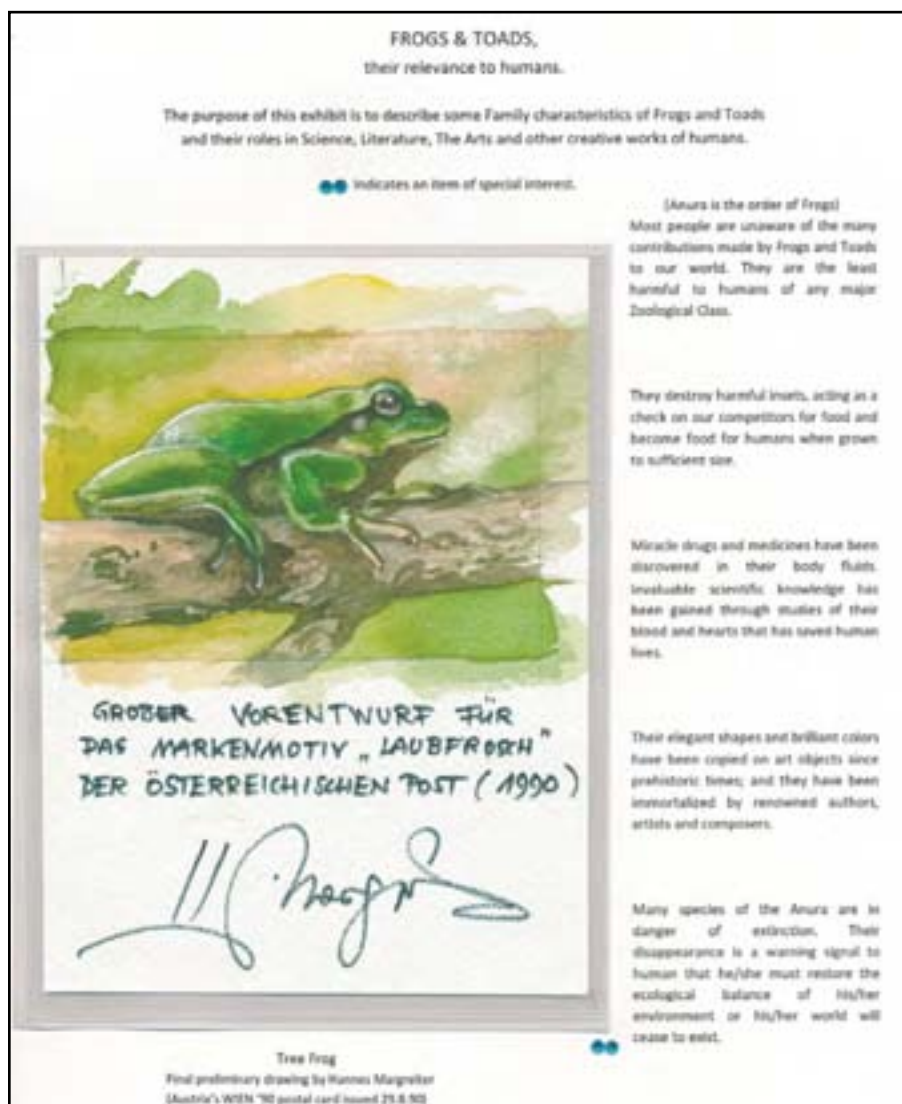 FROGS & TOADS,
their relevance to humans.
The purpose of this exhibit is to describe some Family characteristics of Frogs and Toads
and their roles in Science, Literature, The Arts and other creative works of humans.
Indicates an item of special interest.
(Anura is the order of Frogs)
Most people are unaware of the many
contributions made by Frogs and Toads
to our world. They are the least
harmful to humans of any major
Zoological Class.
They destroy harmful insets, acting as a
check on our competitors for food and
become food for humans when grown
to sufficient size.
Miracle drugs and medicines have been
discovered in their body fluids.
Invaluable scientific knowledge has
been gained through studies of their
blood and hearts that has saved human
lives.
Their elegant shapes and brilliant colors
have been copied on art objects since
prehistoric times; and they have been
immortalized by renowned authors,
artists and composers.
Many species of the Anura are in
danger of extinction. Their
disappearance is a warning signal to
human that he/she must restore the
ecological balance of his/her
environment or his/her world will
cease to exist.
GROBER VORENTWURF FÜR
DAS MARKENMOTIV „LAUBFROSCH"
DER ÖSTERREICHISCHEN POST (1990)
Tree Frog
Final preliminary drawing by Hannes Margreiter
(Austria's WIEN '90 postal card issued 25.6.90)